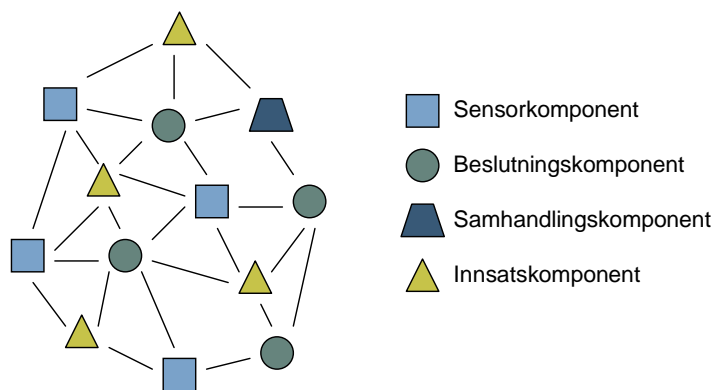 Sensorkomponent
Beslutningskomponent
Samhandlingskomponent
Innsatskomponent